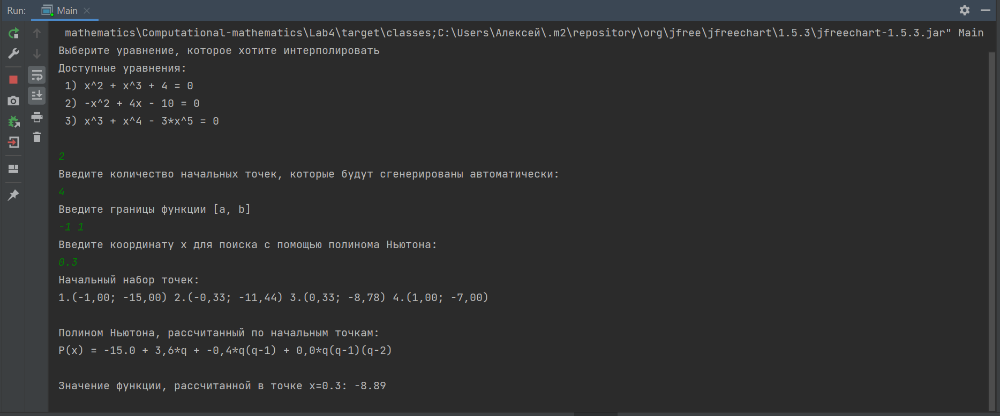 Run: Main
mathematics\Computational-mathematics\Lab4\target\classes;C:\Users\Алексей\.m2\repository\org\jfree\jfreechart\1.5.3\jfreechart-1.5.3.jar" Main
Выберите уравнение, которое хотите интерполировать
Доступные уравнения:
1) x^2 + x^3 + 4 = 0
2) -x^2 + 4x - 10 = 0
3) x^3 + x^4 - 3*x^5 = 0
2
Введите количество начальных точек, которые будут сгенерированы автоматически:
4
Введите границы функции [a, b]
-1 1
Введите координату x для поиска с помощью полинома Ньютона:
0.3
Начальный набор точек:
1.(-1,00; -15,00) 2.(-0,33; -11,44) 3.(0,33; -8,78) 4.(1,00; -7,00)
Полином Ньютона, рассчитанный по начальным точкам:
P(x) = -15.0 + 3,6*q + -0,4*q(q-1) + 0,0*q(q-1)(q-2)
Значение функции, рассчитанной в точке x=0.3: -8.89